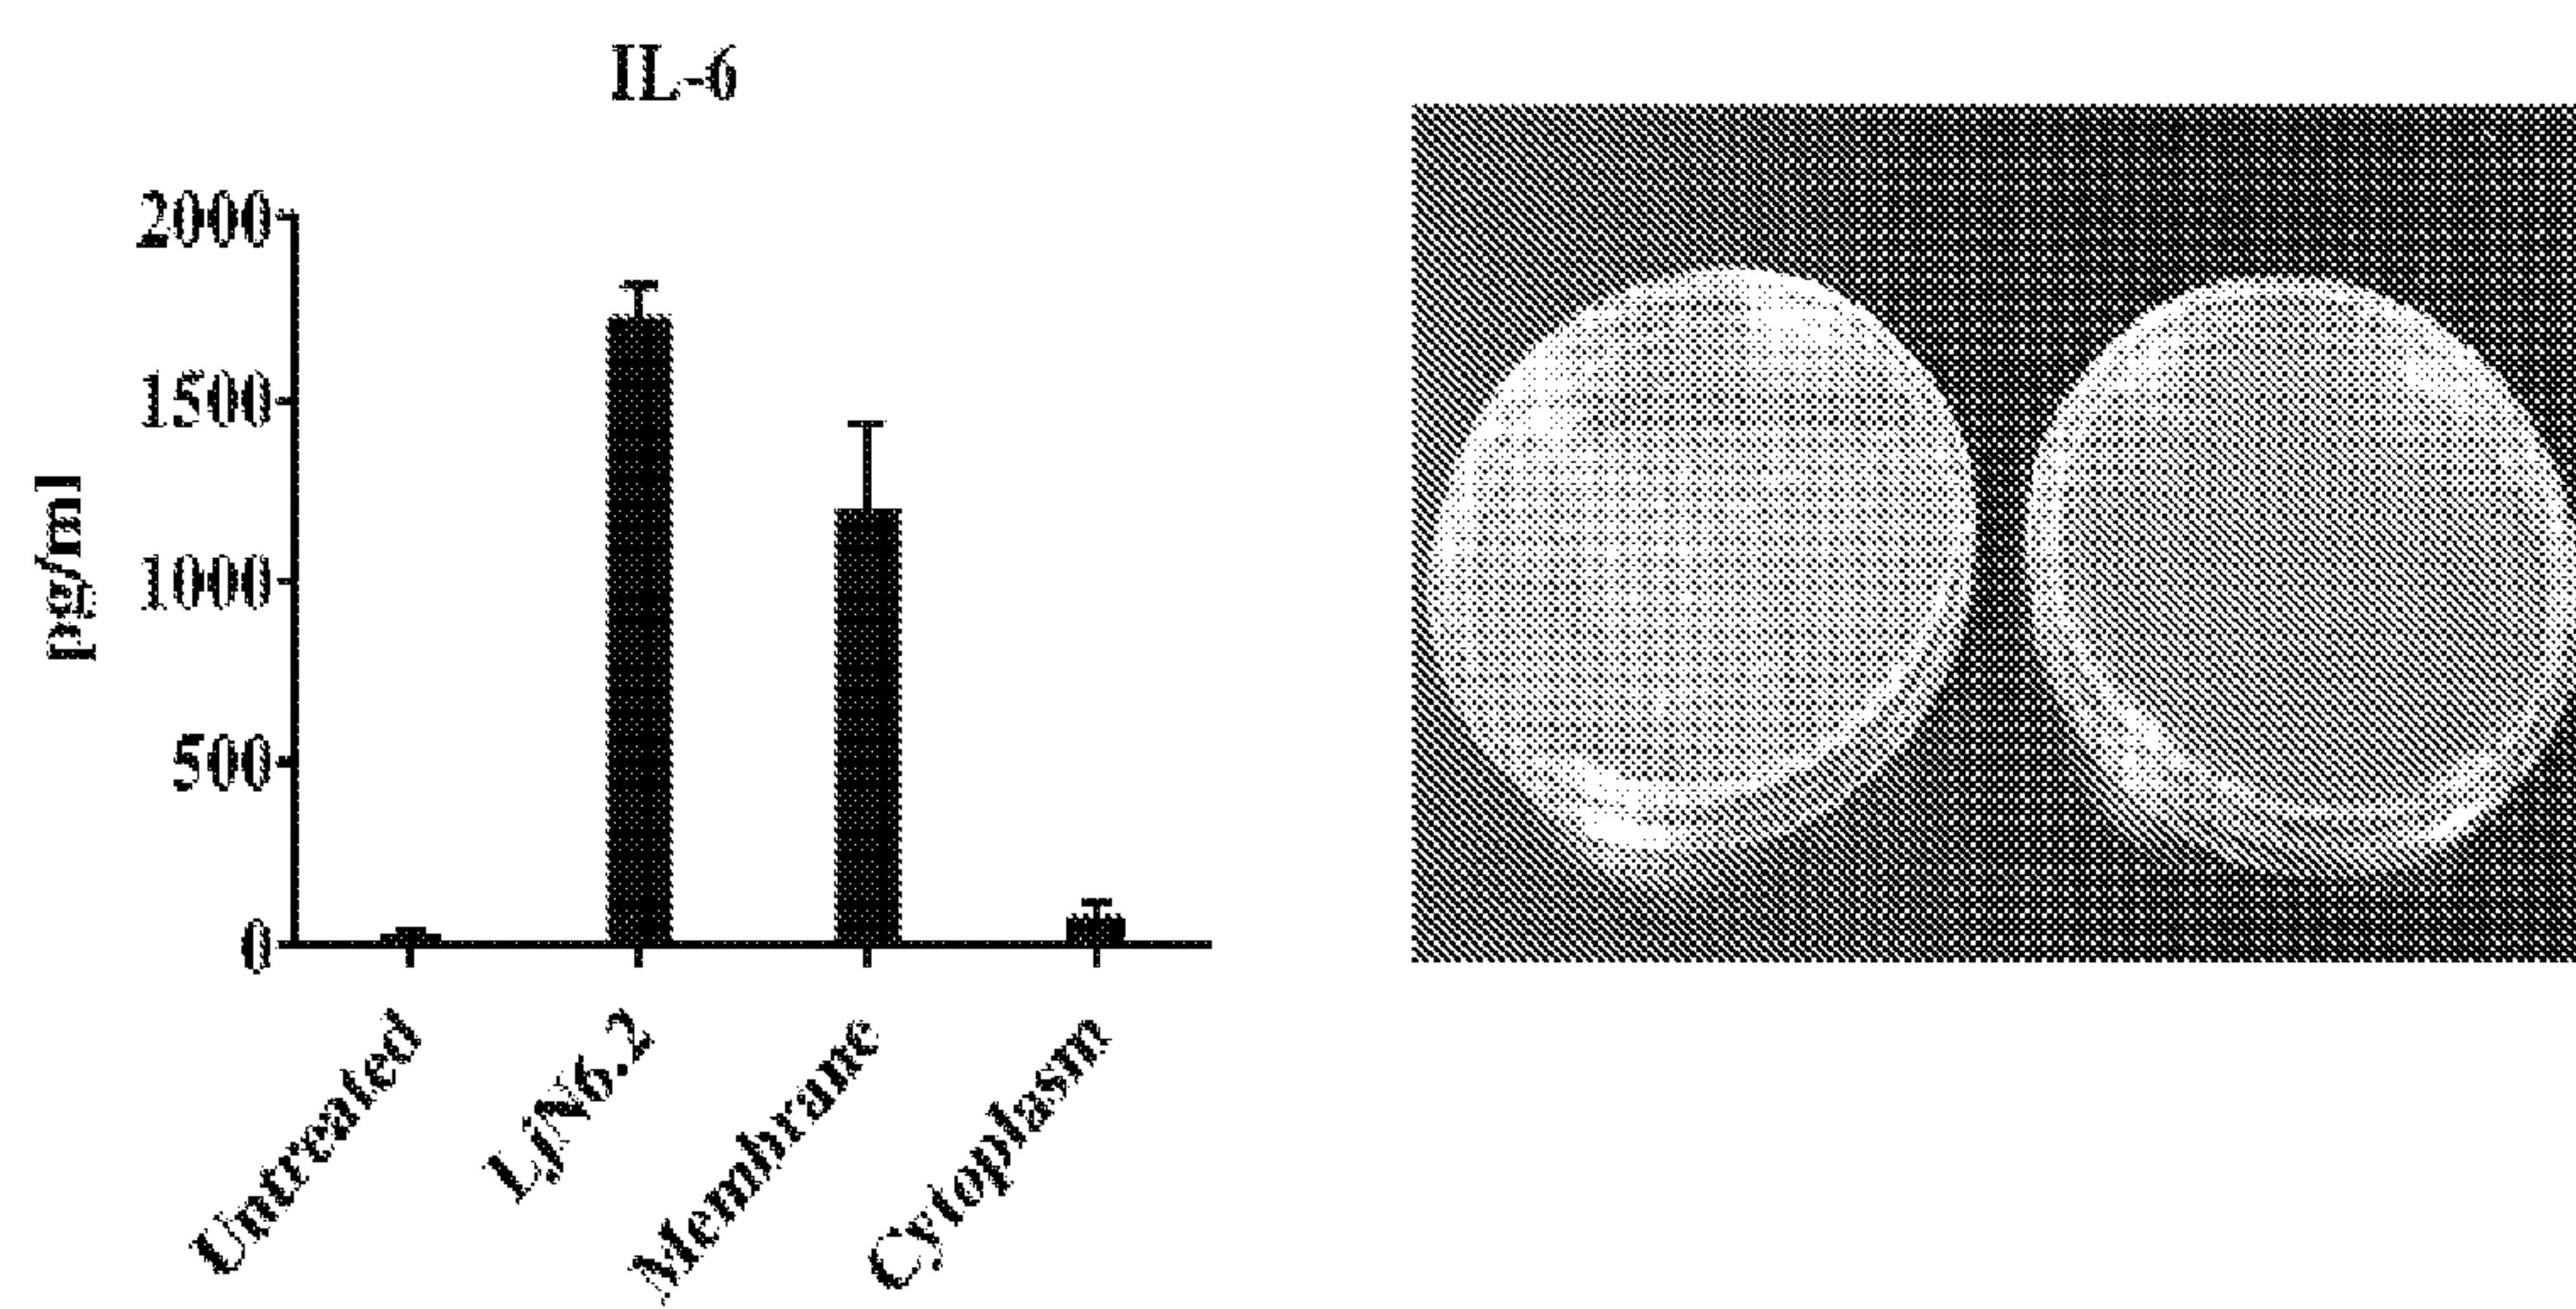 IL-6
2000
1500
1000
500
0
pg/ml
Untreated
LjN6.2
Membrane
Cytoplasm